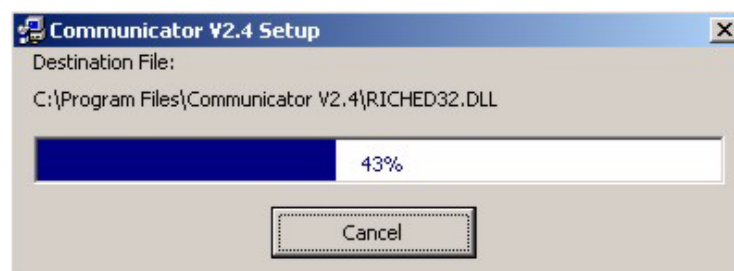 Communicator V2.4 Setup
Destination File:
C:\Program Files\Communicator V2.4\RICHED32.DLL
43%
Cancel